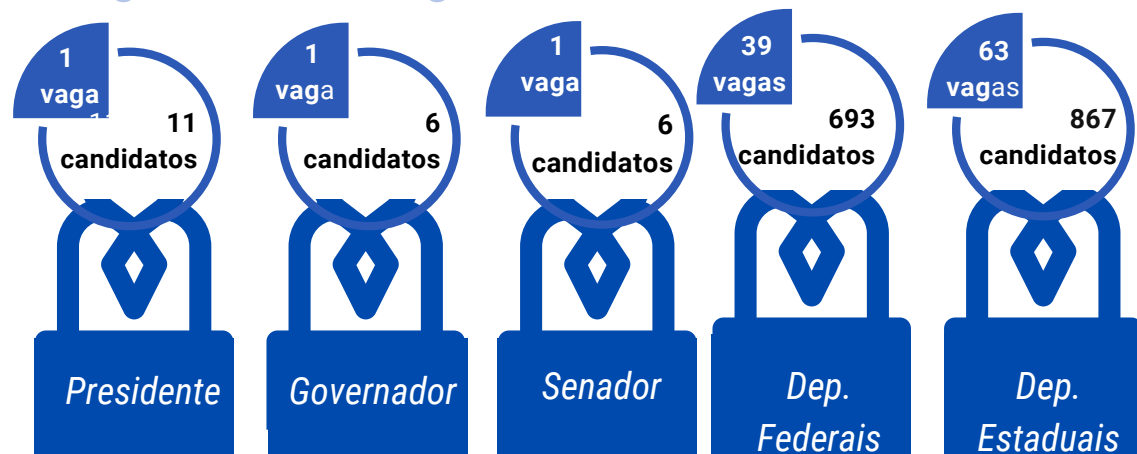 1
vaga
11
candidatos
Presidente
1
vaga
6
candidatos
Governador
1
vaga
6
candidatos
Senador
39
vagas
693
candidatos
Dep.
Federais
63
vagas
867
candidatos
Dep.
Estaduais